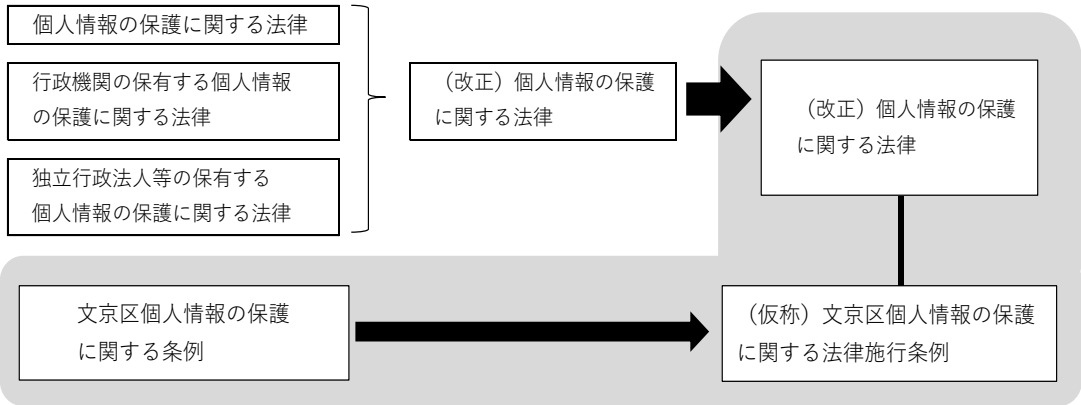 個人情報の保護に関する法律
行政機関の保有する個人情報
の保護に関する法律
独立行政法人等の保有する
個人情報の保護に関する法律
（改正）個人情報の保護
に関する法律
（改正）個人情報の保護
に関する法律
文京区個人情報の保護
に関する条例
（仮称）文京区個人情報の保護
に関する法律施行条例